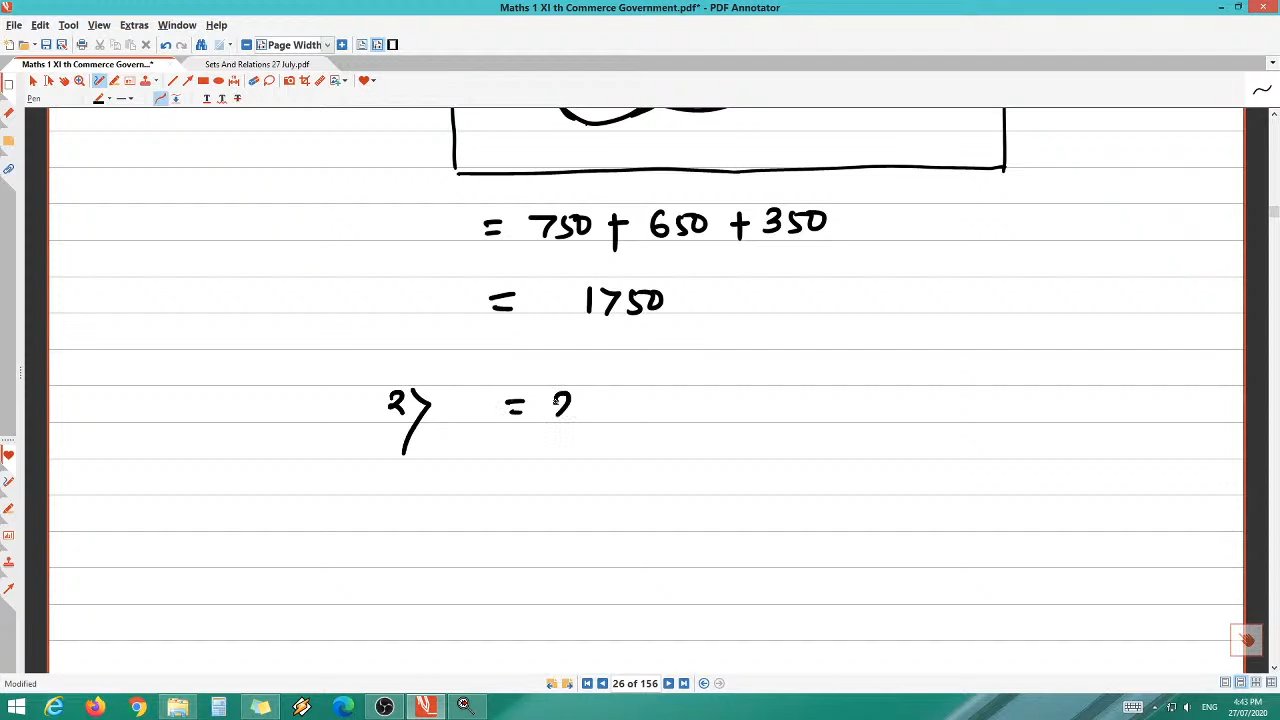 Maths 1 XI th Commerce Government.pdf* - PDF Annotator
File Edit Tool View Extras Window Help
Page Width
Maths 1 XI th Commerce Govern...* Sets And Relations 27 July.pdf
Pen
= 750 + 650 + 350
= 1750
2) = 2
26 of 156
Modified
ENG 4:43 PM
27/07/2020